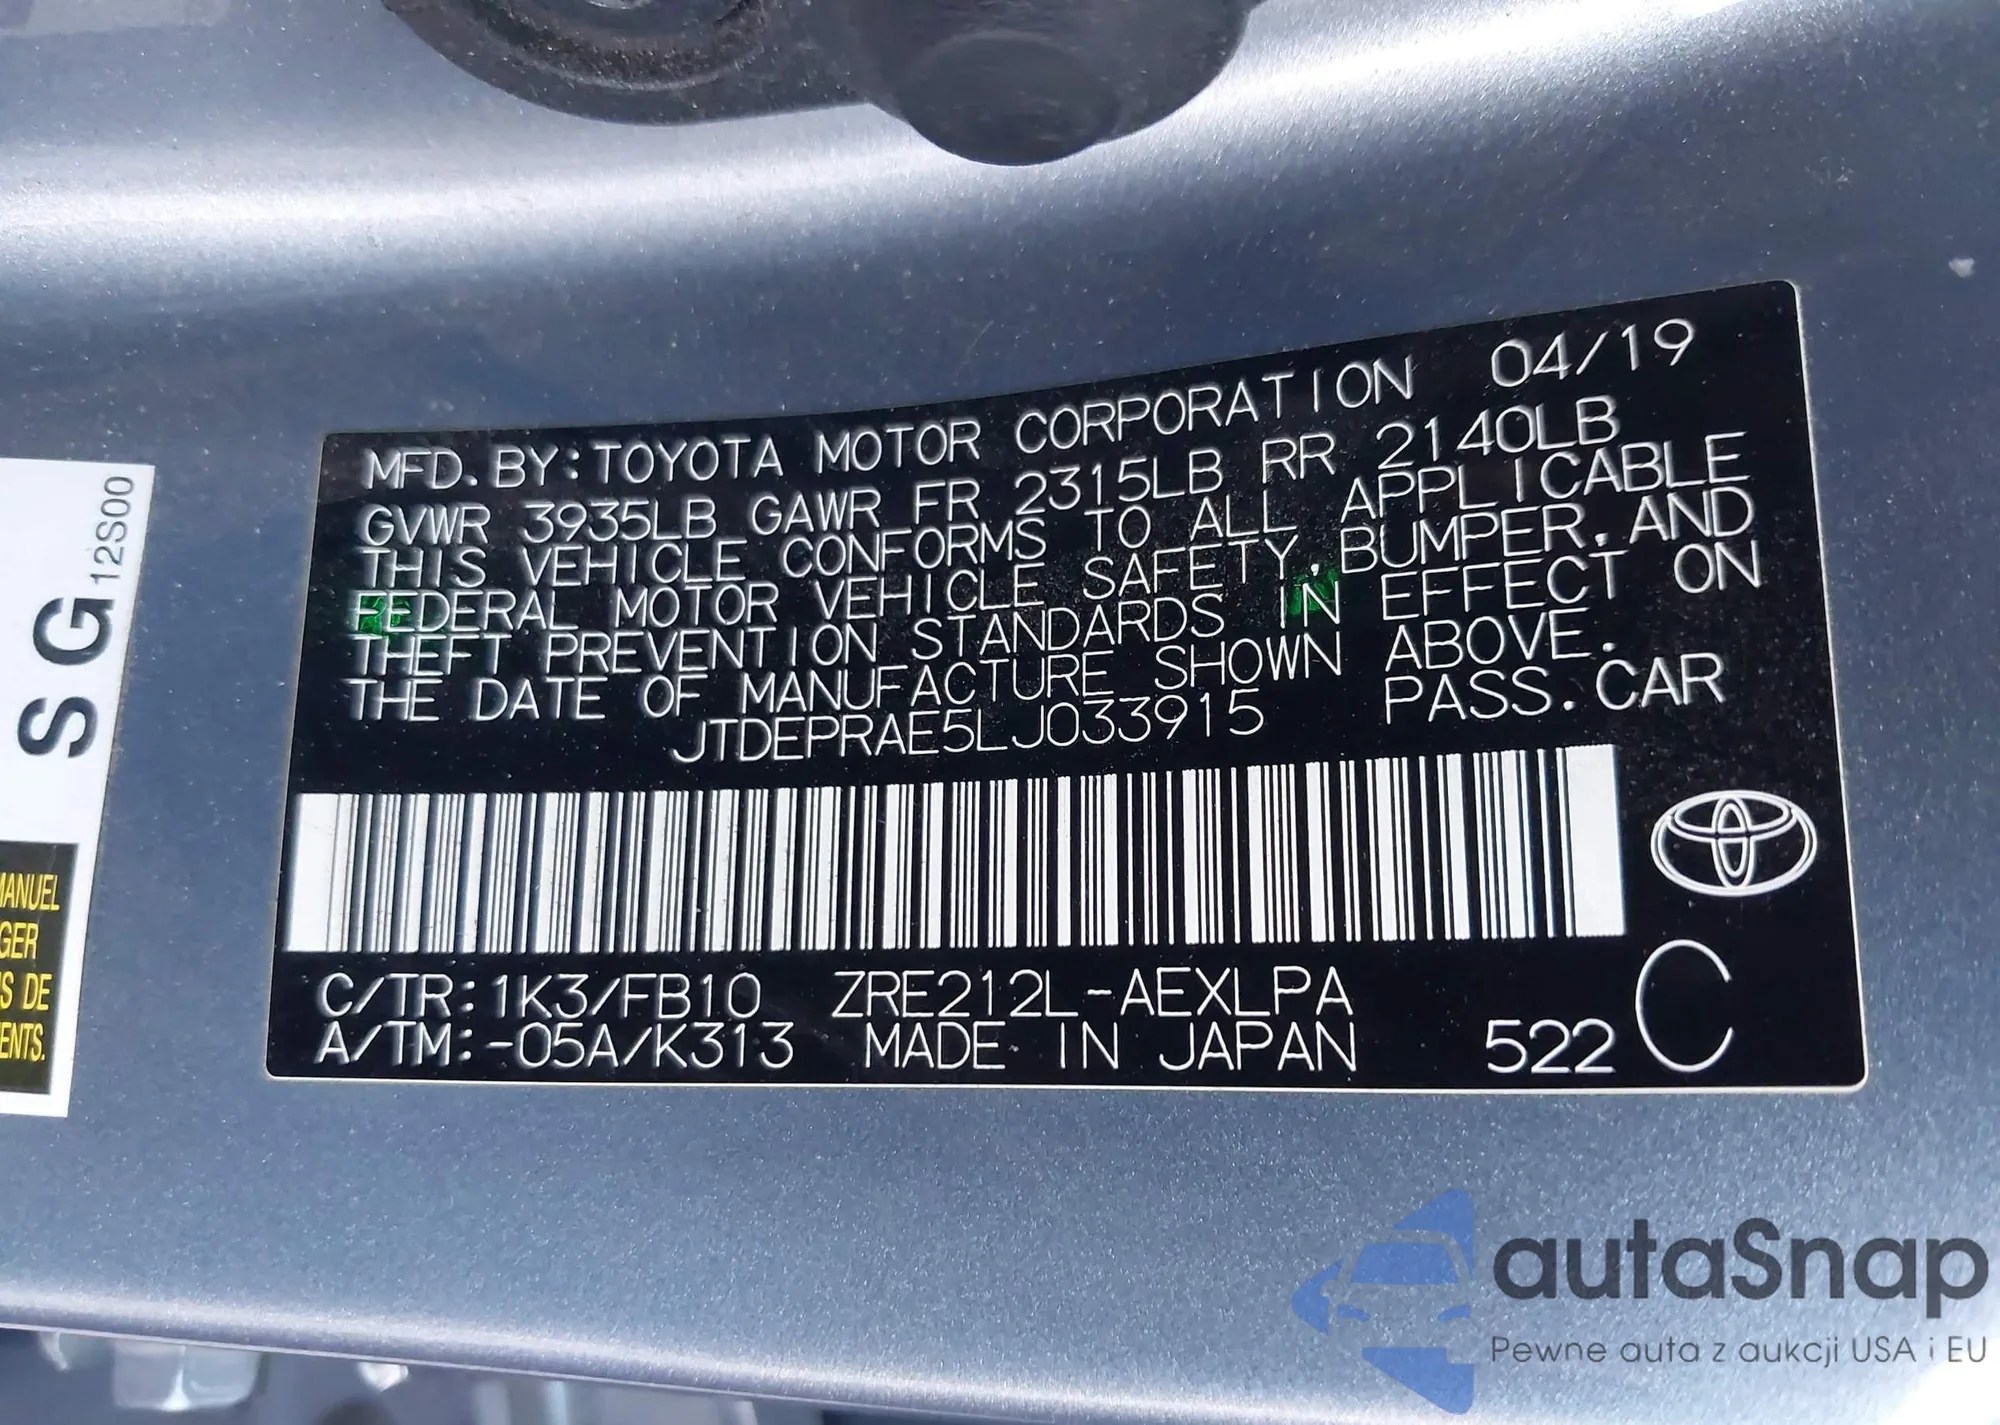 MFD. BY: TOYOTA MOTOR CORPORATION 04/19
GVWR 3935LB GAWR FR 2315LB RR 2140LB
THIS VEHICLE CONFORMS TO ALL APPLICABLE
FEDERAL MOTOR VEHICLE SAFETY, BUMPER, AND
THEFT PREVENTION STANDARDS IN EFFECT ON
THE DATE OF MANUFACTURE SHOWN ABOVE.
JTDEPRAE5LJ033915 PASS. CAR
C/TR: 1K3/FB10 ZRE212L-AEXLPA
A/TM: -05A/K313 MADE IN JAPAN 522 C
SG 12S00
MANUEL
GER
S DE
ENTS.
autaSnap
Pewne auta z aukcji USA i EU